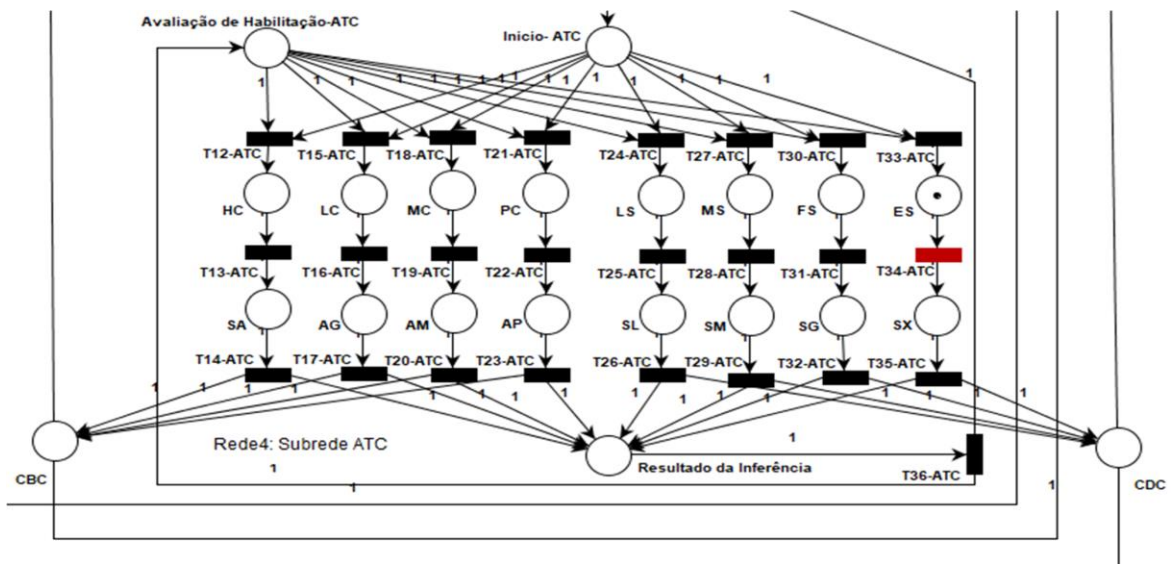 Avaliação de Habilitação-ATC
Inicio- ATC
1 1 1 1 1 1 1 1 1 1 1 1 1 1 1 1
1
T12-ATC T15-ATC T18-ATC T21-ATC T24-ATC T27-ATC T30-ATC T33-ATC
HC LC MC PC LS MS FS ES
T13-ATC T16-ATC T19-ATC T22-ATC T25-ATC T28-ATC T31-ATC T34-ATC
SA AG AM AP SL SM SG SX
T14-ATC T17-ATC T20-ATC T23-ATC T26-ATC T29-ATC T32-ATC T35-ATC
1 1 1 1 1 1 1 1 1 1 1 1 1 1
Rede4: Subrede ATC
1
Resultado da Inferência
T36-ATC
CBC
CDC
1
1
1